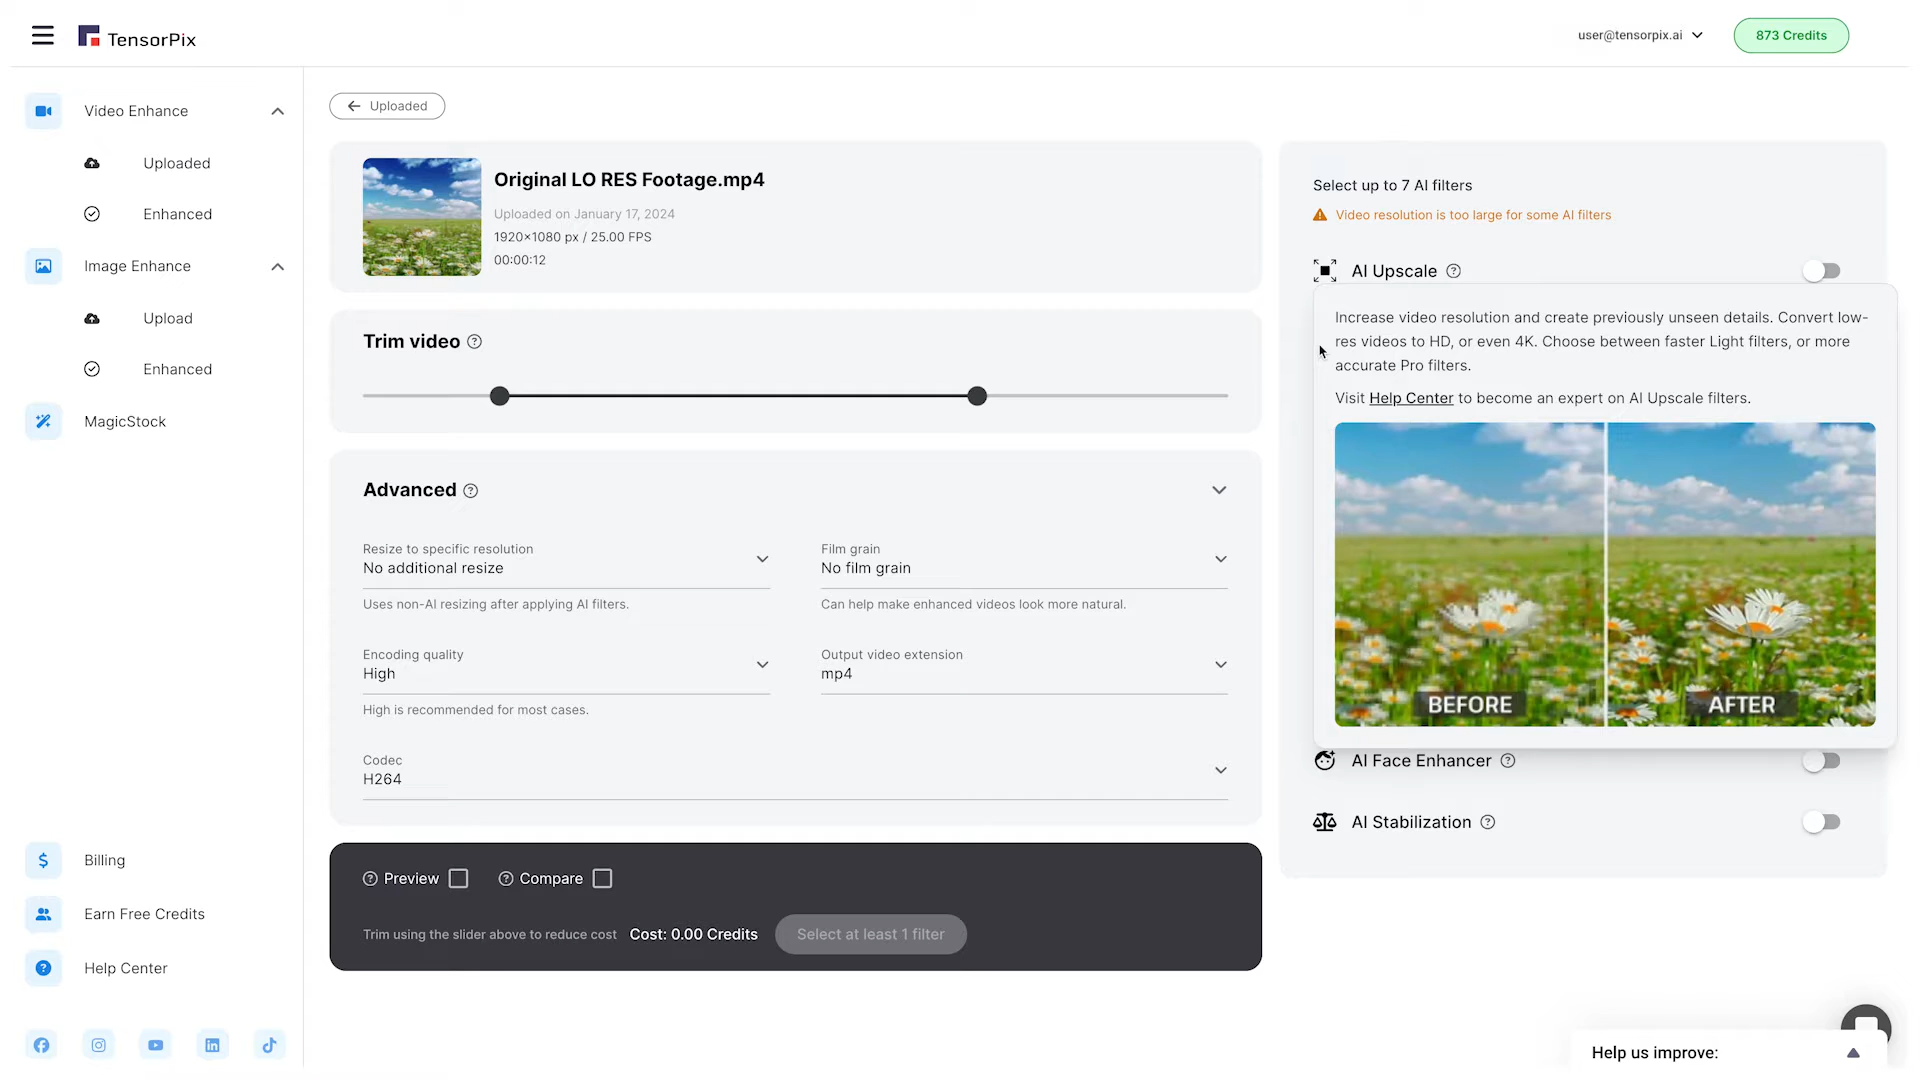 TensorPix
user@tensorpix.ai
873 Credits
Video Enhance
Uploaded
Enhanced
Image Enhance
Upload
Enhanced
MagicStock
Billing
Earn Free Credits
Help Center
Uploaded
Original LO RES Footage.mp4
Uploaded on January 17, 2024
1920×1080 px / 25.00 FPS
00:00:12
Trim video
Advanced
Resize to specific resolution
No additional resize
Uses non-AI resizing after applying AI filters.
Film grain
No film grain
Can help make enhanced videos look more natural.
Encoding quality
High
High is recommended for most cases.
Output video extension
mp4
Codec
H264
Preview
Compare
Trim using the slider above to reduce cost
Cost: 0.00 Credits
Select at least 1 filter
Select up to 7 AI filters
Video resolution is too large for some AI filters
AI Upscale
Increase video resolution and create previously unseen details. Convert low-
res videos to HD, or even 4K. Choose between faster Light filters, or more
accurate Pro filters.
Visit Help Center to become an expert on AI Upscale filters.
BEFORE
AFTER
AI Face Enhancer
AI Stabilization
Help us improve: